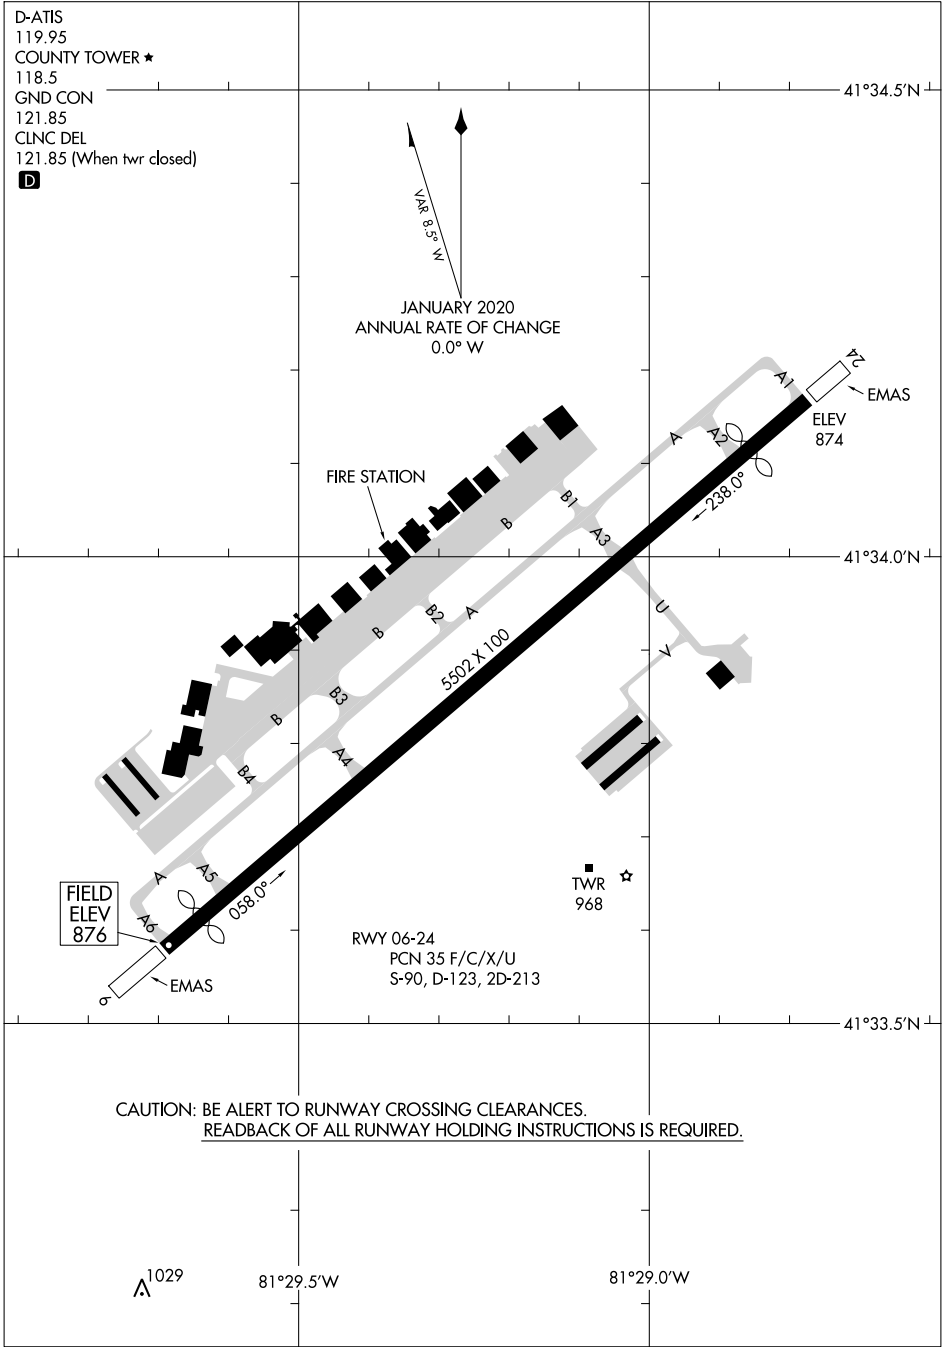 D-ATIS
119.95
COUNTY TOWER ★
118.5
GND CON
121.85
CLNC DEL
121.85 (When twr closed)
D
41°34.5'N
VAR 8.5° W
JANUARY 2020
ANNUAL RATE OF CHANGE
0.0° W
24
EMAS
A1
ELEV
874
A
A2
FIRE STATION
238.0°
B1
B
A3
41°34.0'N
U
B2
A
B
5502 X 100
V
B3
B
A4
B4
A5
A
TWR
968
058.0°
FIELD
ELEV
876
A6
RWY 06-24
PCN 35 F/C/X/U
S-90, D-123, 2D-213
EMAS
6
41°33.5'N
CAUTION: BE ALERT TO RUNWAY CROSSING CLEARANCES.
READBACK OF ALL RUNWAY HOLDING INSTRUCTIONS IS REQUIRED.
1029
81°29.5'W
81°29.0'W